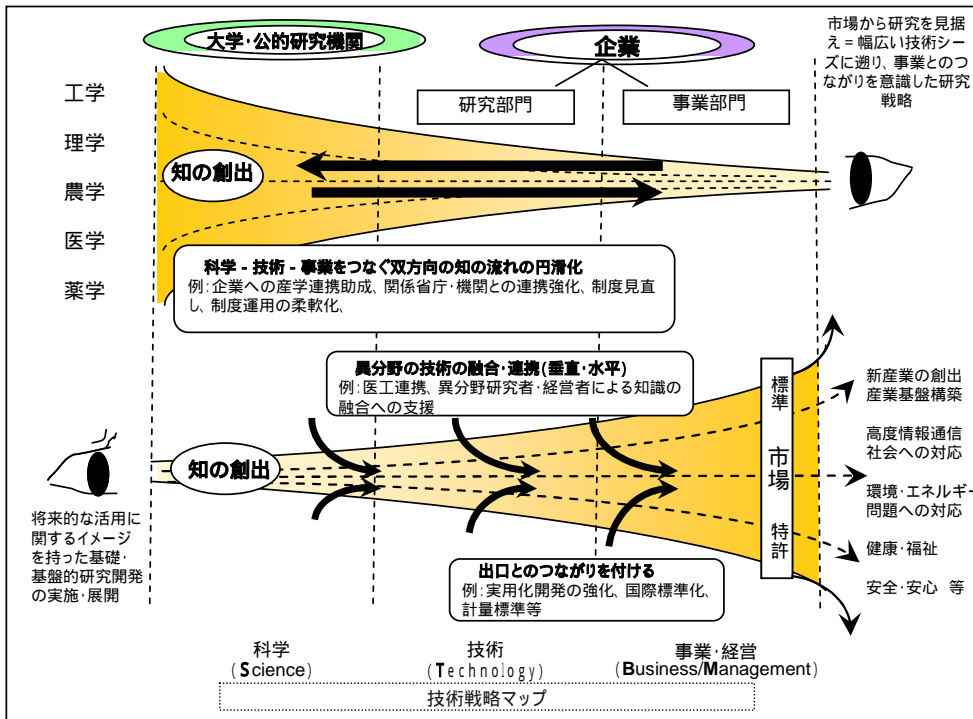 大学・公的研究機関
企業
市場から研究を見据
え＝幅広い技術シー
ズに遡り、事業とのつ
ながりを意識した研究
戦略
研究部門
事業部門
工学
理学
農学
医学
薬学
知の創出
科学 - 技術 - 事業をつなぐ双方向の知の流れの円滑化
例：企業への産学連携助成、関係省庁・機関との連携強化、制度見直
し、制度運用の柔軟化、
異分野の技術の融合・連携(垂直・水平)
例：医工連携、異分野研究者・経営者による知識の
融合への支援
知の創出
標準
市場
特許
新産業の創出
産業基盤構築
高度情報通信
社会への対応
環境・エネルギー
問題への対応
健康・福祉
安全・安心 等
将来的な活用に
関するイメージ
を持った基礎・
基盤的研究開発
の実施・展開
出口とのつながりを付ける
例：実用化開発の強化、国際標準化、
計量標準等
科学
(Science)
技術
(Technology)
事業・経営
(Business/Management)
技術戦略マップ